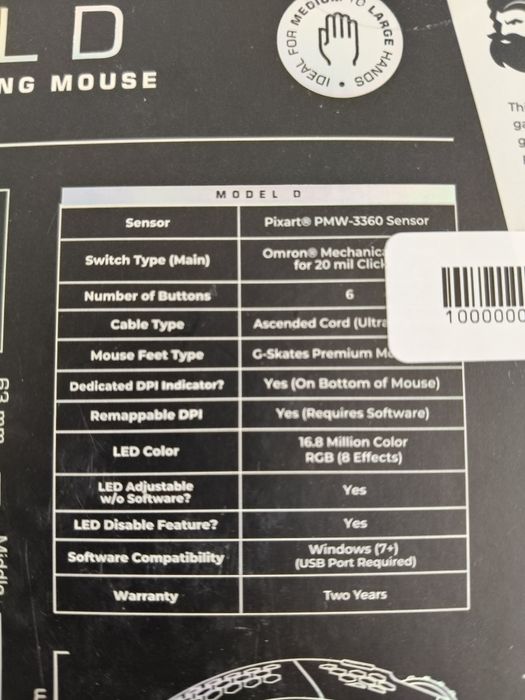 L D
NG MOUSE
IDEAL FOR MEDIUM TO LARGE HANDS •
MODEL D
Sensor Pixart® PMW-3360 Sensor
Switch Type (Main) Omron® Mechanica
for 20 mil Click
Number of Buttons 6
Cable Type Ascended Cord (Ultra
Mouse Feet Type G-Skates Premium M
Dedicated DPI Indicator? Yes (On Bottom of Mouse)
Remappable DPI Yes (Requires Software)
LED Color 16.8 Million Color
RGB (8 Effects)
LED Adjustable
w/o Software? Yes
LED Disable Feature? Yes
Software Compatibility Windows (7+)
(USB Port Required)
Warranty Two Years
1000000
63 mm
Middle
Th
ga
g